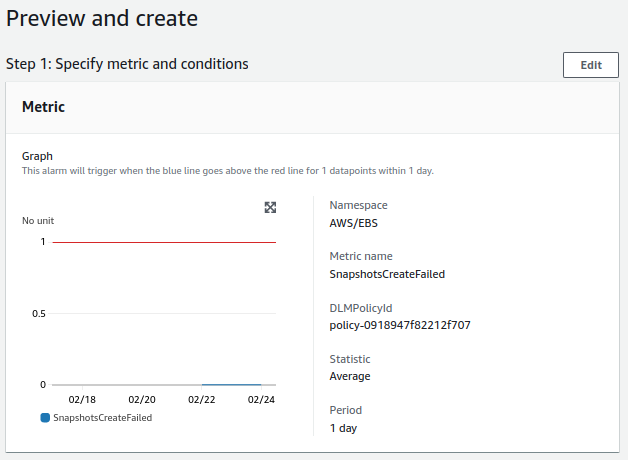 Preview and create
Step 1: Specify metric and conditions
Edit
Metric
Graph
This alarm will trigger when the blue line goes above the red line for 1 datapoints within 1 day.
No unit
1
0.5
0
02/18 02/20 02/22 02/24
SnapshotsCreateFailed
Namespace
AWS/EBS
Metric name
SnapshotsCreateFailed
DLMPolicyId
policy-0918947f82212f707
Statistic
Average
Period
1 day